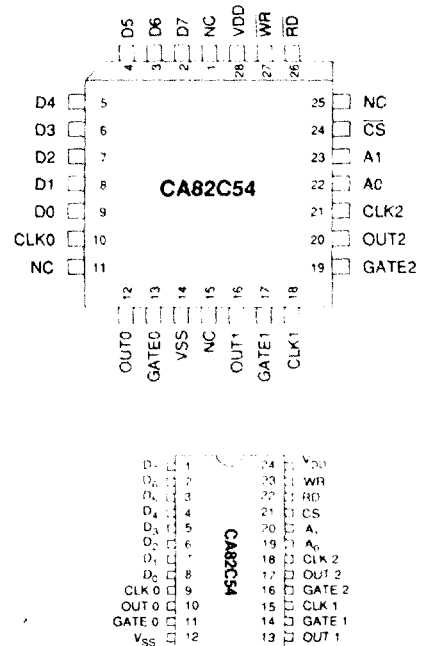 D5 D6 D7 NC VDD WR RD
4 3 2 1 28 27 26
D4 5 25 NC
D3 6 24 CS
D2 7 23 A1
D1 8 22 A0
CA82C54
D0 9 21 CLK2
CLK0 10 20 OUT2
NC 11 19 GATE2
12 13 14 15 16 17 18
OUT0 GATE0 VSS NC OUT1 GATE1 CLK1
1 24 VDD
D6 2 23 WR
D5 3 22 RD
D4 4 21 CS
D3 5 20 A1
D2 6 19 A0
D1 7 18 CLK 2
D0 8 17 OUT 2
CLK 0 9 16 GATE 2
OUT 0 10 15 CLK 1
GATE 0 11 14 GATE 1
VSS 12 13 OUT 1
CA82C54